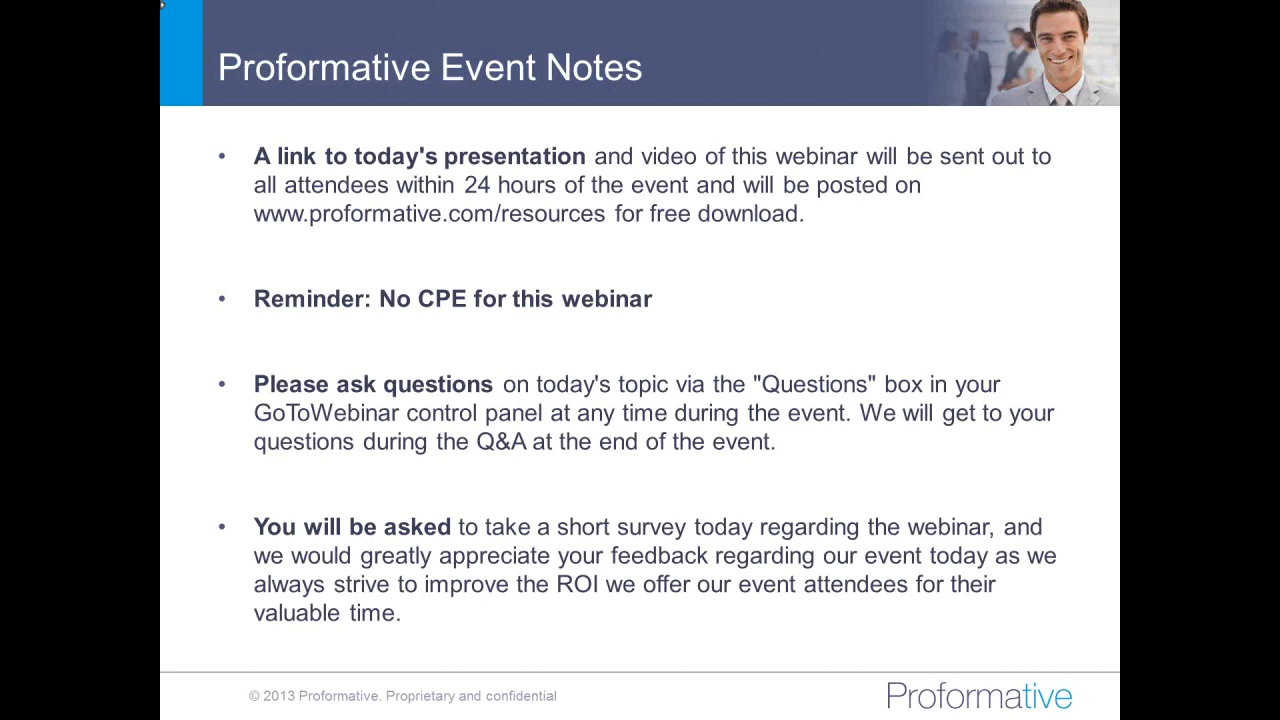 Proformative Event Notes
• A link to today's presentation and video of this webinar will be sent out to
all attendees within 24 hours of the event and will be posted on
www.proformative.com/resources for free download.
• Reminder: No CPE for this webinar
• Please ask questions on today's topic via the "Questions" box in your
GoToWebinar control panel at any time during the event. We will get to your
questions during the Q&A at the end of the event.
• You will be asked to take a short survey today regarding the webinar, and
we would greatly appreciate your feedback regarding our event today as we
always strive to improve the ROI we offer our event attendees for their
valuable time.
© 2013 Proformative. Proprietary and confidential
Proformative